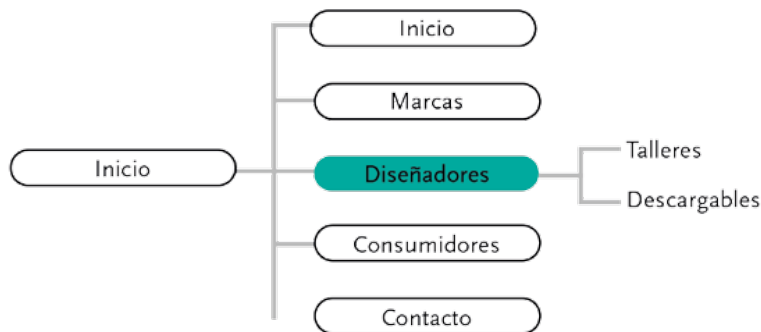 Inicio
Inicio
Marcas
Diseñadores
Consumidores
Contacto
Talleres
Descargables